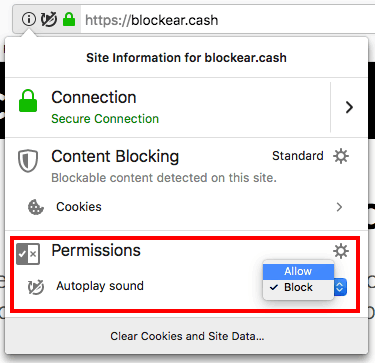 https://blockear.cash
Site Information for blockear.cash
Connection
Secure Connection
Content Blocking
Standard
Blockable content detected on this site.
Cookies
Permissions
Allow
Autoplay sound
Block
Clear Cookies and Site Data...